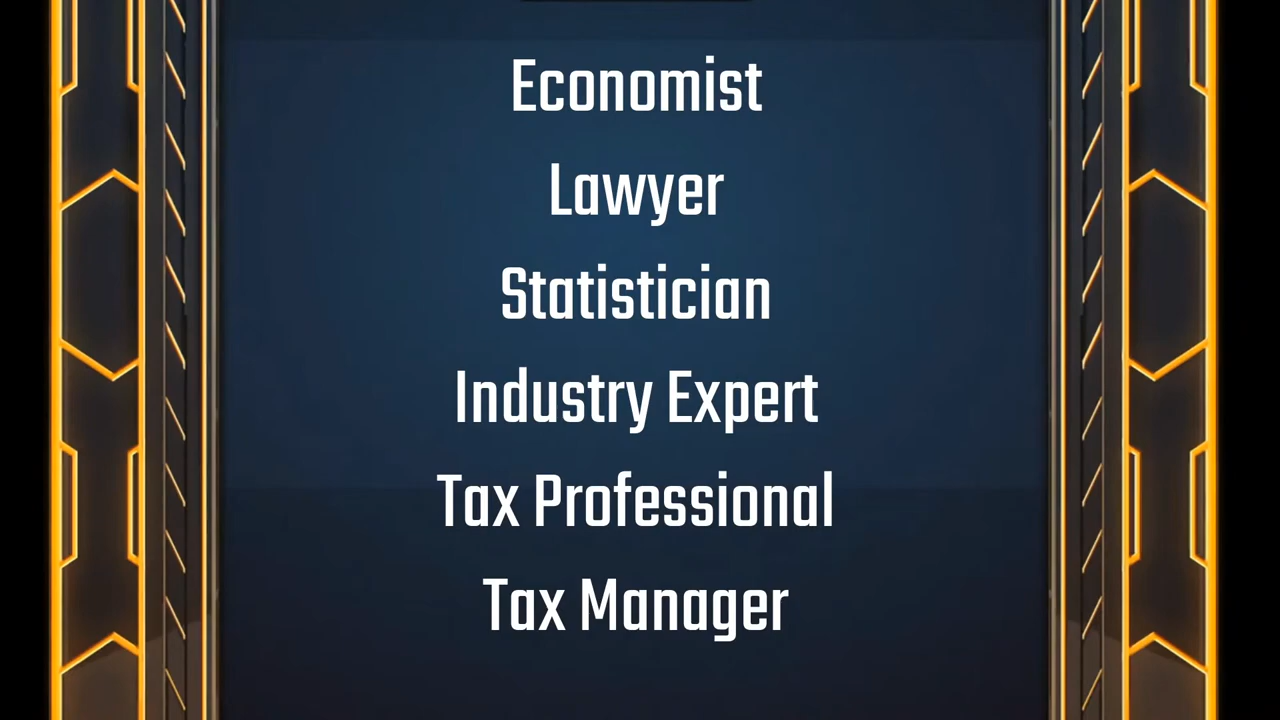 Economist
Lawyer
Statistician
Industry Expert
Tax Professional
Tax Manager